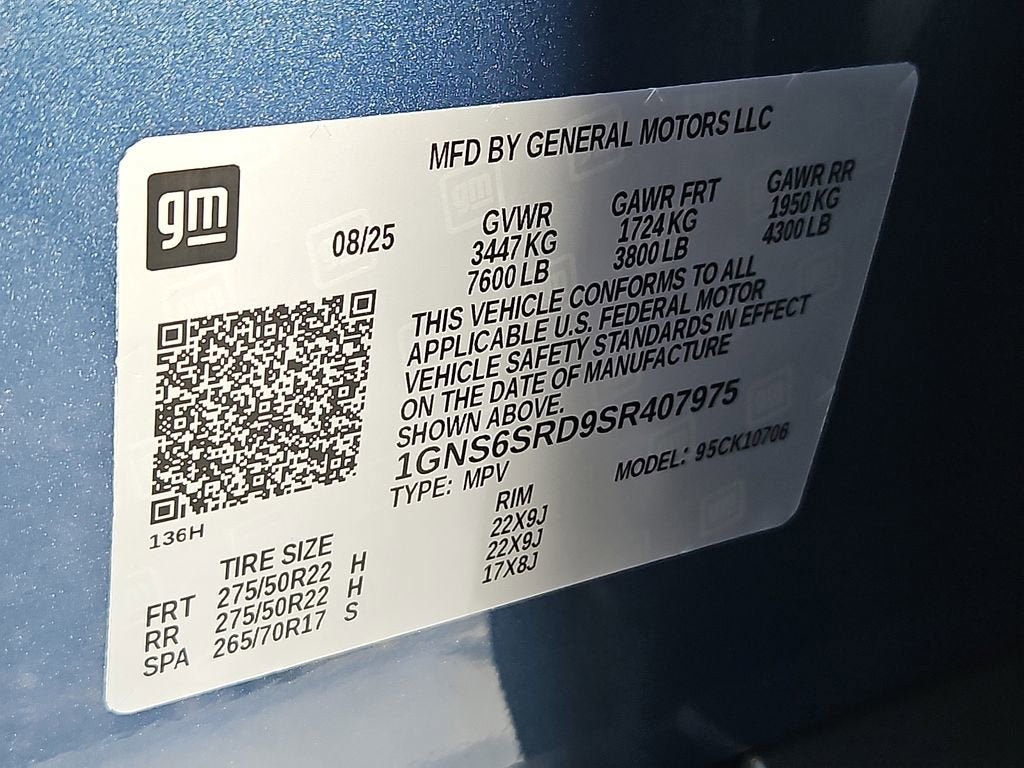 MFD BY GENERAL MOTORS LLC
gm
08/25
GVWR GAWR FRT GAWR RR
3447 KG 1724 KG 1950 KG
7600 LB 3800 LB 4300 LB
THIS VEHICLE CONFORMS TO ALL
APPLICABLE U.S. FEDERAL MOTOR
VEHICLE SAFETY STANDARDS IN EFFECT
ON THE DATE OF MANUFACTURE
SHOWN ABOVE.
1GNS6SRD9SR407975
TYPE: MPV MODEL: 95CK10706
136H
TIRE SIZE RIM
FRT 275/50R22 H 22X9J
RR 275/50R22 H 22X9J
SPA 265/70R17 S 17X8J